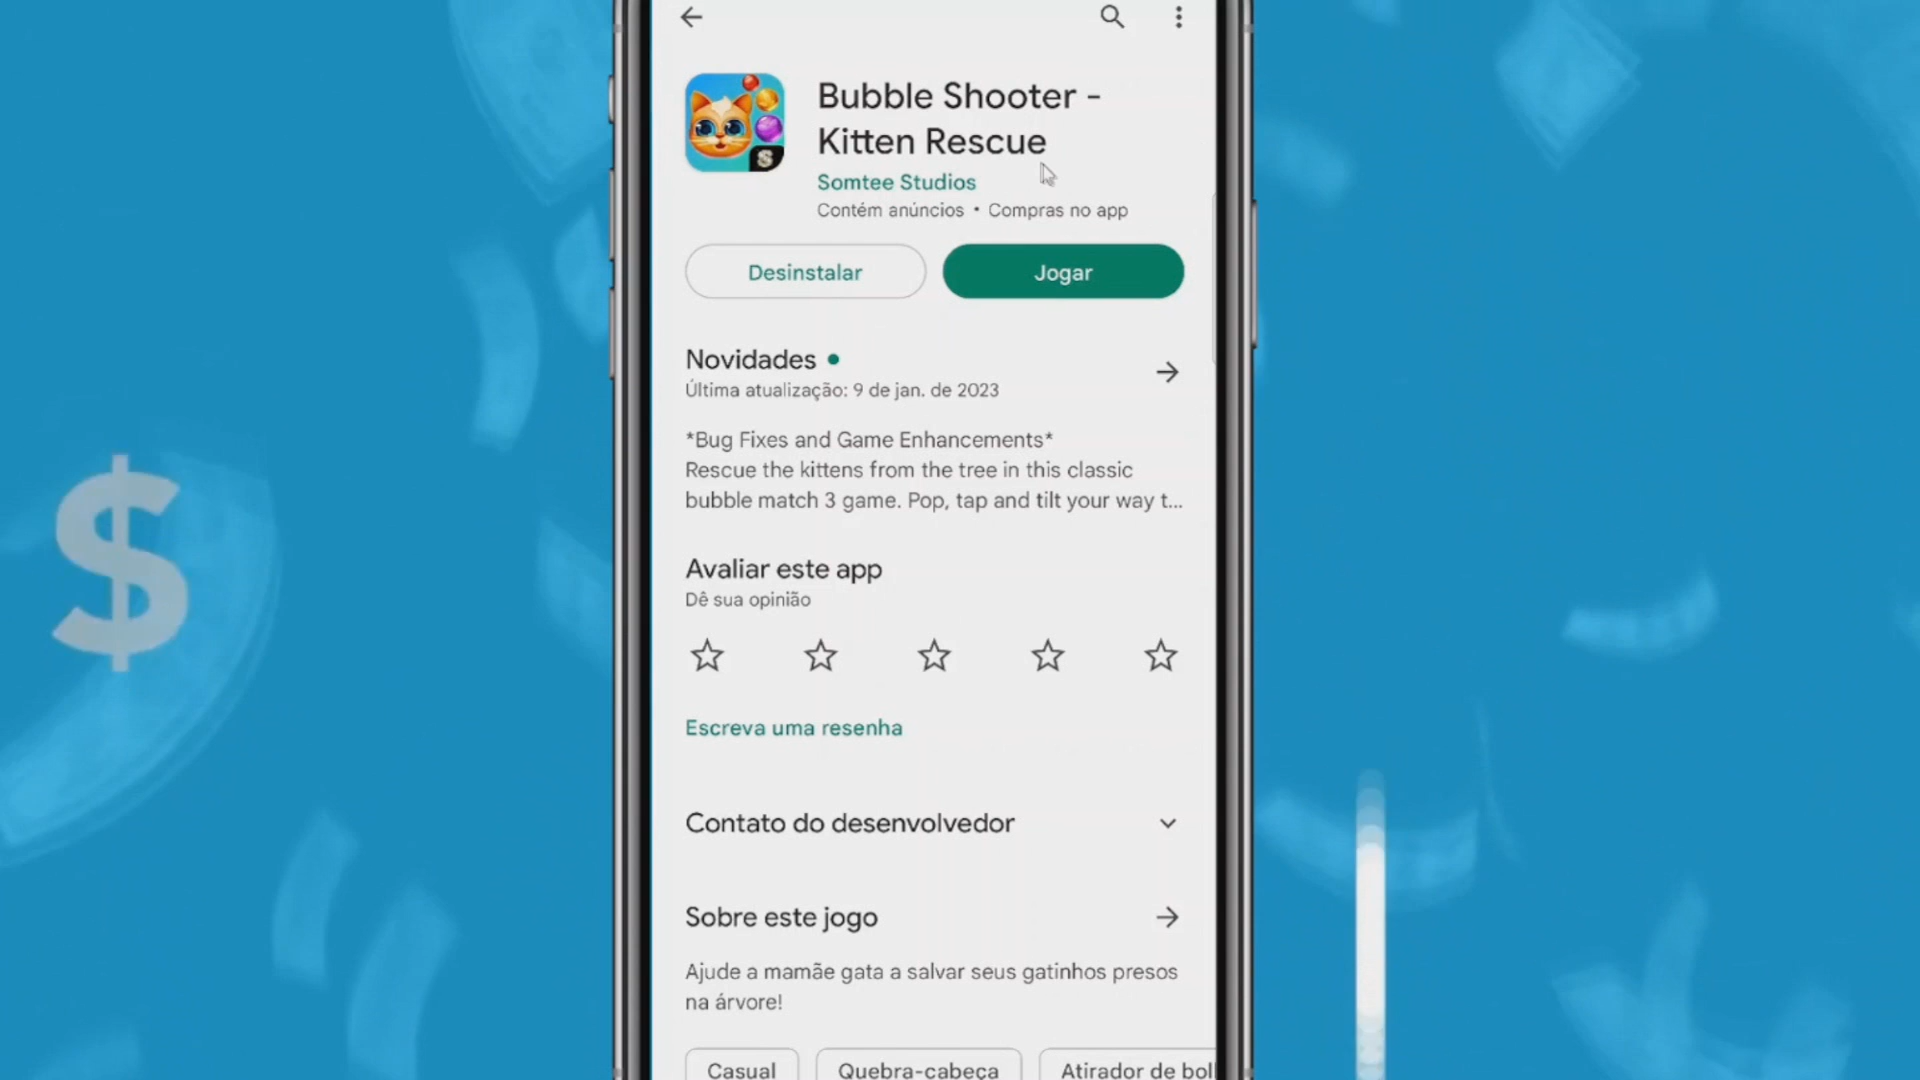 Bubble Shooter -
Kitten Rescue
Somtee Studios
Contém anúncios • Compras no app
Desinstalar
Jogar
Novidades
Última atualização: 9 de jan. de 2023
*Bug Fixes and Game Enhancements*
Rescue the kittens from the tree in this classic
bubble match 3 game. Pop, tap and tilt your way t...
Avaliar este app
Dê sua opinião
Escreva uma resenha
Contato do desenvolvedor
Sobre este jogo
Ajude a mamãe gata a salvar seus gatinhos presos
na árvore!
Casual
Quebra-cabeça
Atirador de bol
$
S